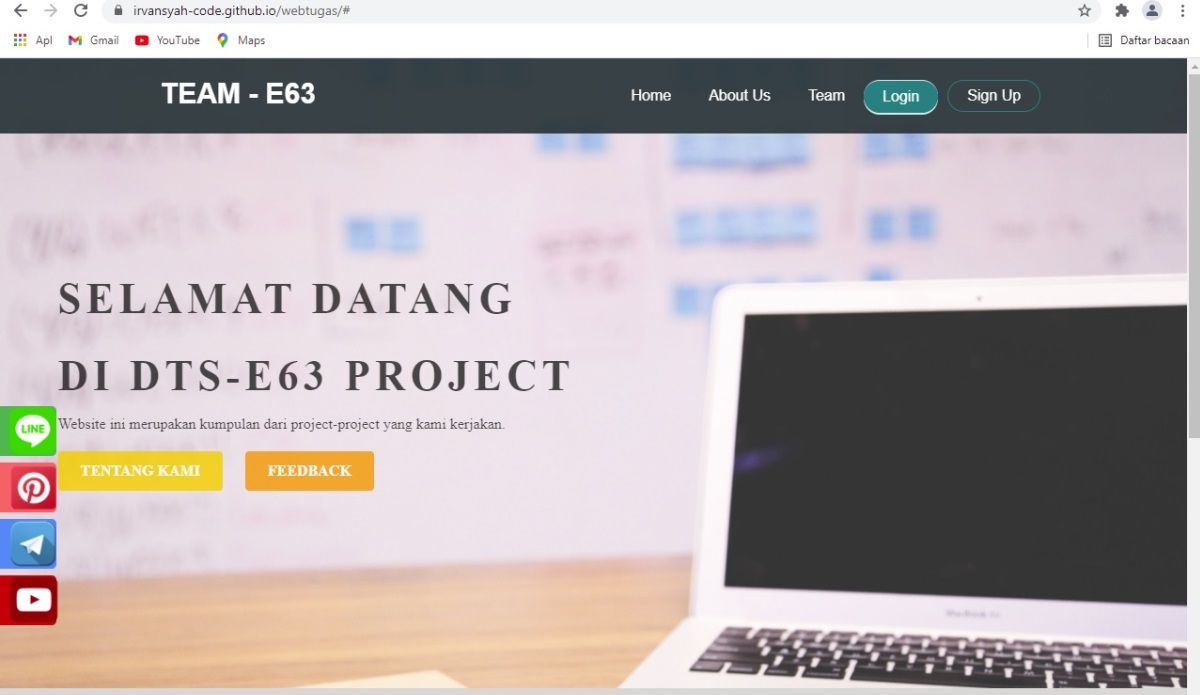 irvansyah-code.github.io/webtugas/#
Apl Gmail YouTube Maps Daftar bacaan
TEAM - E63 Home About Us Team Login Sign Up
SELAMAT DATANG
DI DTS-E63 PROJECT
LINE
Website ini merupakan kumpulan dari project-project yang kami kerjakan.
TENTANG KAMI FEEDBACK
MacBook Air